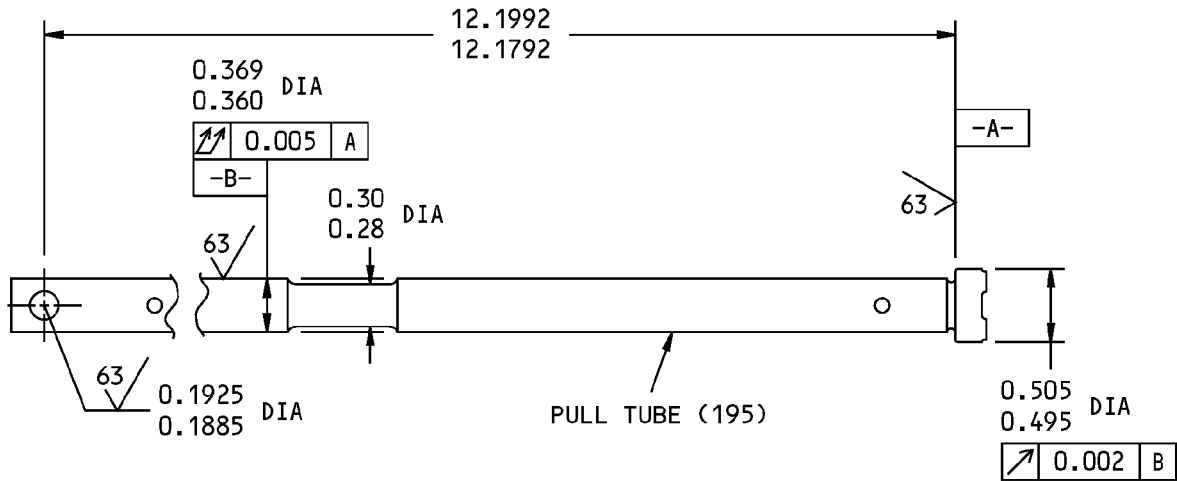 12.1992
12.1792
0.369
0.360
DIA
0.005 A
-B-
-A-
0.30
0.28
DIA
63
63
63
0.1925
0.1885
DIA
PULL TUBE (195)
0.505
0.495
DIA
0.002 B